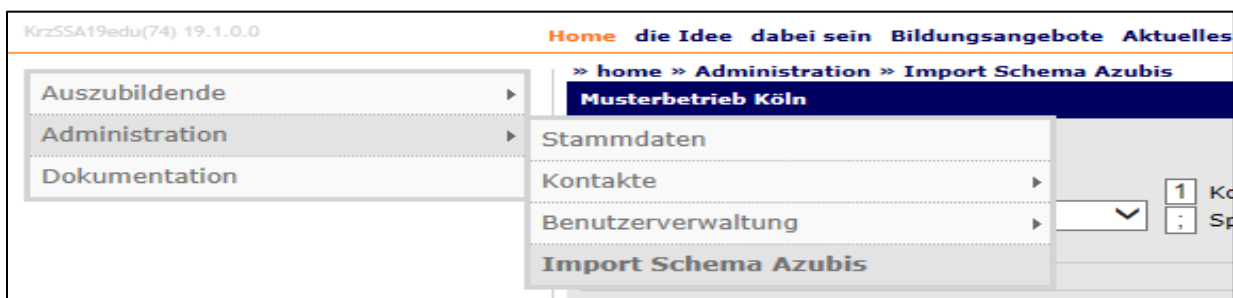 KrzSSA19edu(74) 19.1.0.0
Home die Idee dabei sein Bildungsangebote Aktuelles
» home » Administration » Import Schema Azubis
Musterbetrieb Köln
Auszubildende
Administration
Dokumentation
Stammdaten
Kontakte
Benutzerverwaltung
Import Schema Azubis
1
;